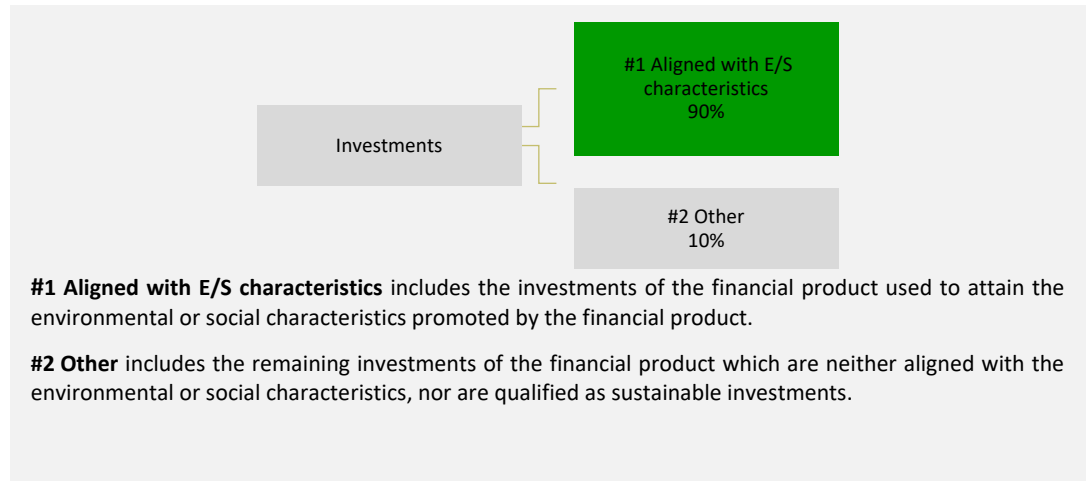 #1 Aligned with E/S
characteristics
90%
Investments
#2 Other
10%
#1 Aligned with E/S characteristics includes the investments of the financial product used to attain the
environmental or social characteristics promoted by the financial product.
#2 Other includes the remaining investments of the financial product which are neither aligned with the
environmental or social characteristics, nor are qualified as sustainable investments.